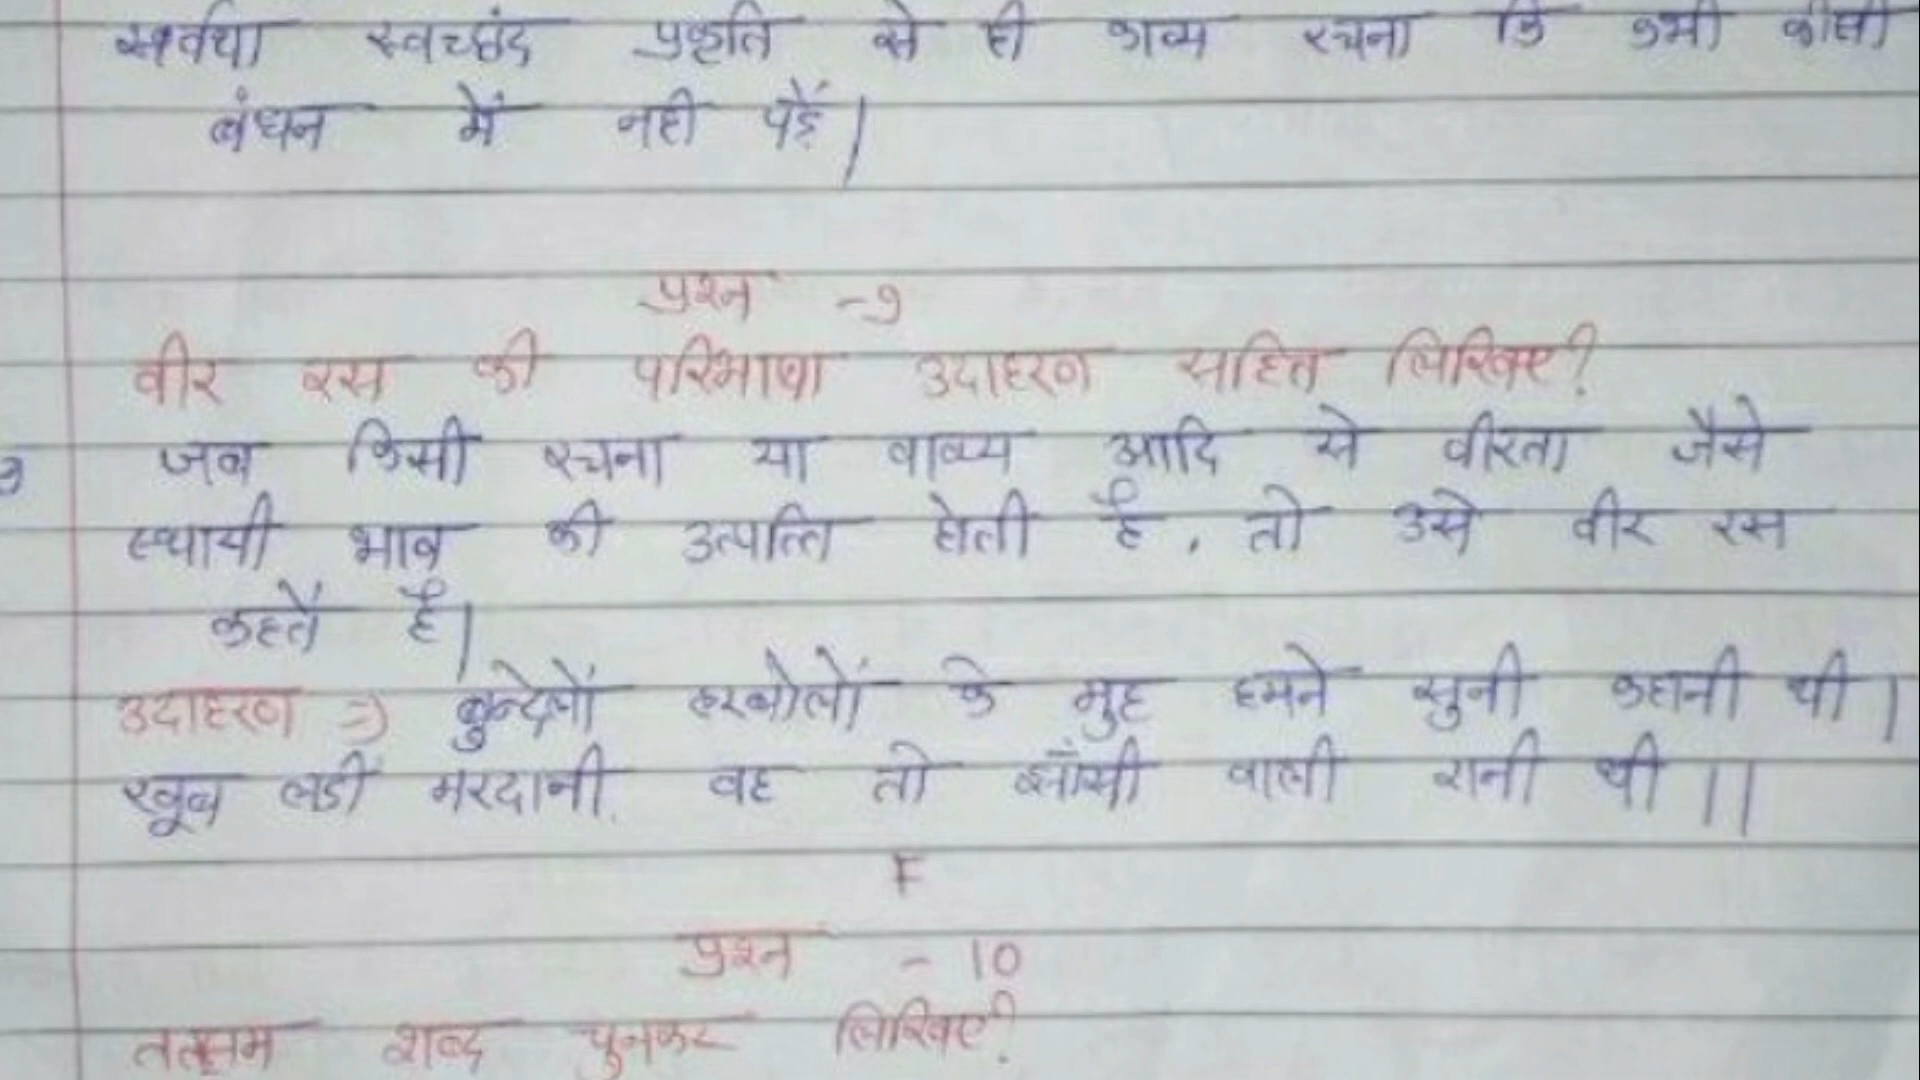 सर्वथा स्वच्छंद प्रकृति से ही काव्य रचना कि कभी
बंधन में नही पड़ें|
प्रश्न -9
वीर रस की परिभाषा उदाहरण सहित लिखिए?
जब किसी रचना या वाक्य आदि से वीरता जैसे
स्थायी भाव की उत्पत्ति होती है, तो उसे वीर रस
कहतें है|
उदाहरण => बुन्देलों हरबोलों के मुह हमने सुनी कहानी थी|
खूब लडीं मरदानी, वह तो झाँसी वाली रानी थी||
F
प्रश्न - 10
तत्सम शब्द चुनकर लिखिए?